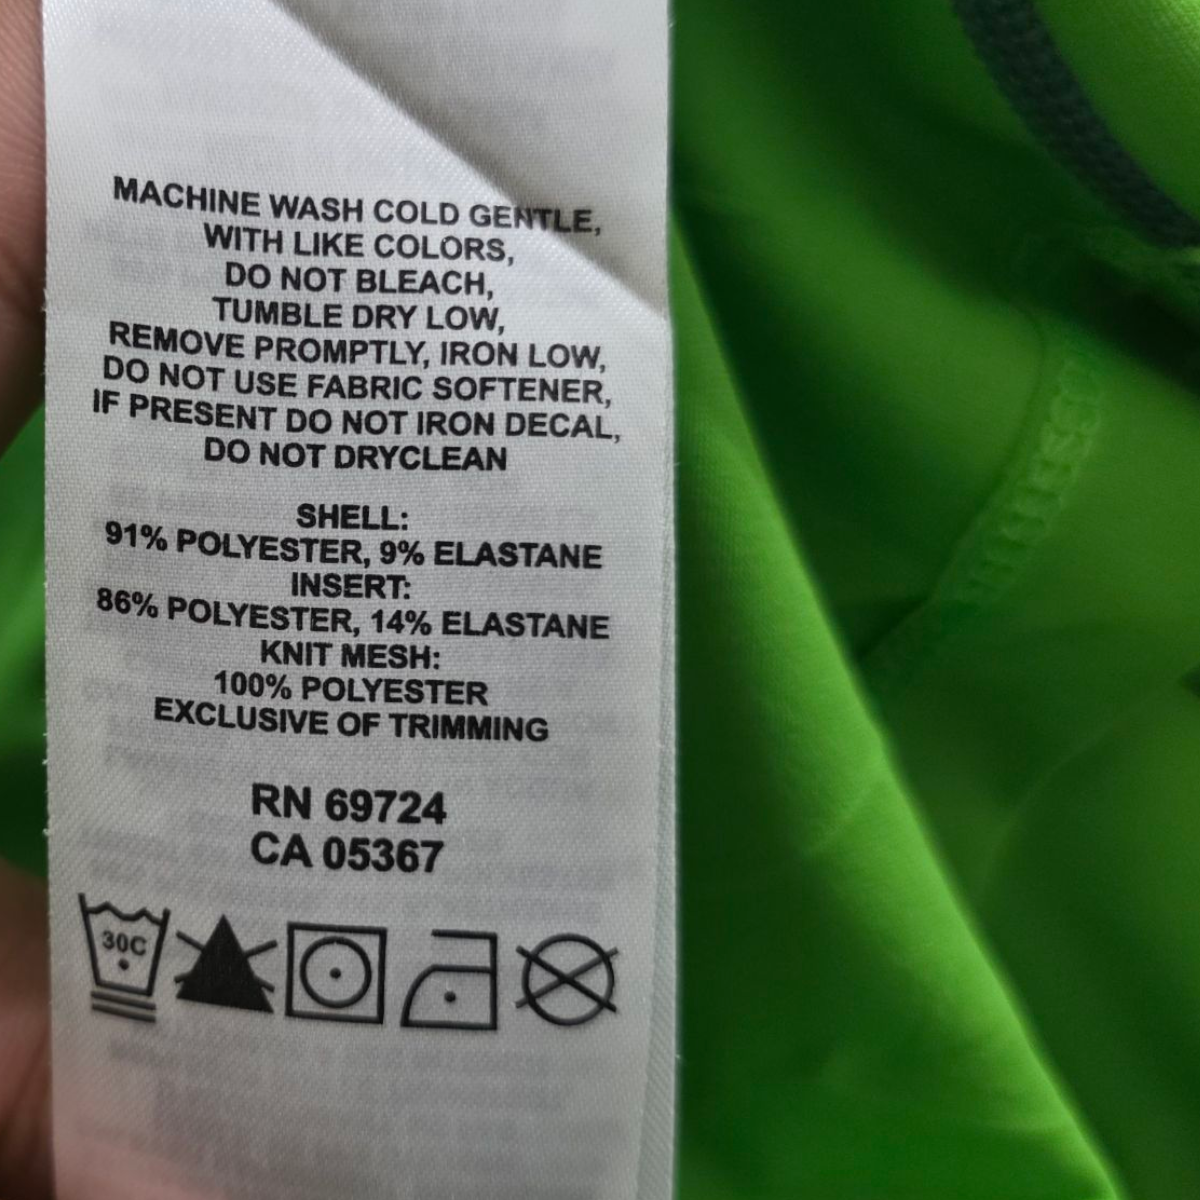 MACHINE WASH COLD GENTLE,
WITH LIKE COLORS,
DO NOT BLEACH,
TUMBLE DRY LOW,
REMOVE PROMPTLY, IRON LOW,
DO NOT USE FABRIC SOFTENER,
IF PRESENT DO NOT IRON DECAL,
DO NOT DRYCLEAN
SHELL:
91% POLYESTER, 9% ELASTANE
INSERT:
86% POLYESTER, 14% ELASTANE
KNIT MESH:
100% POLYESTER
EXCLUSIVE OF TRIMMING
RN 69724
CA 05367
30C